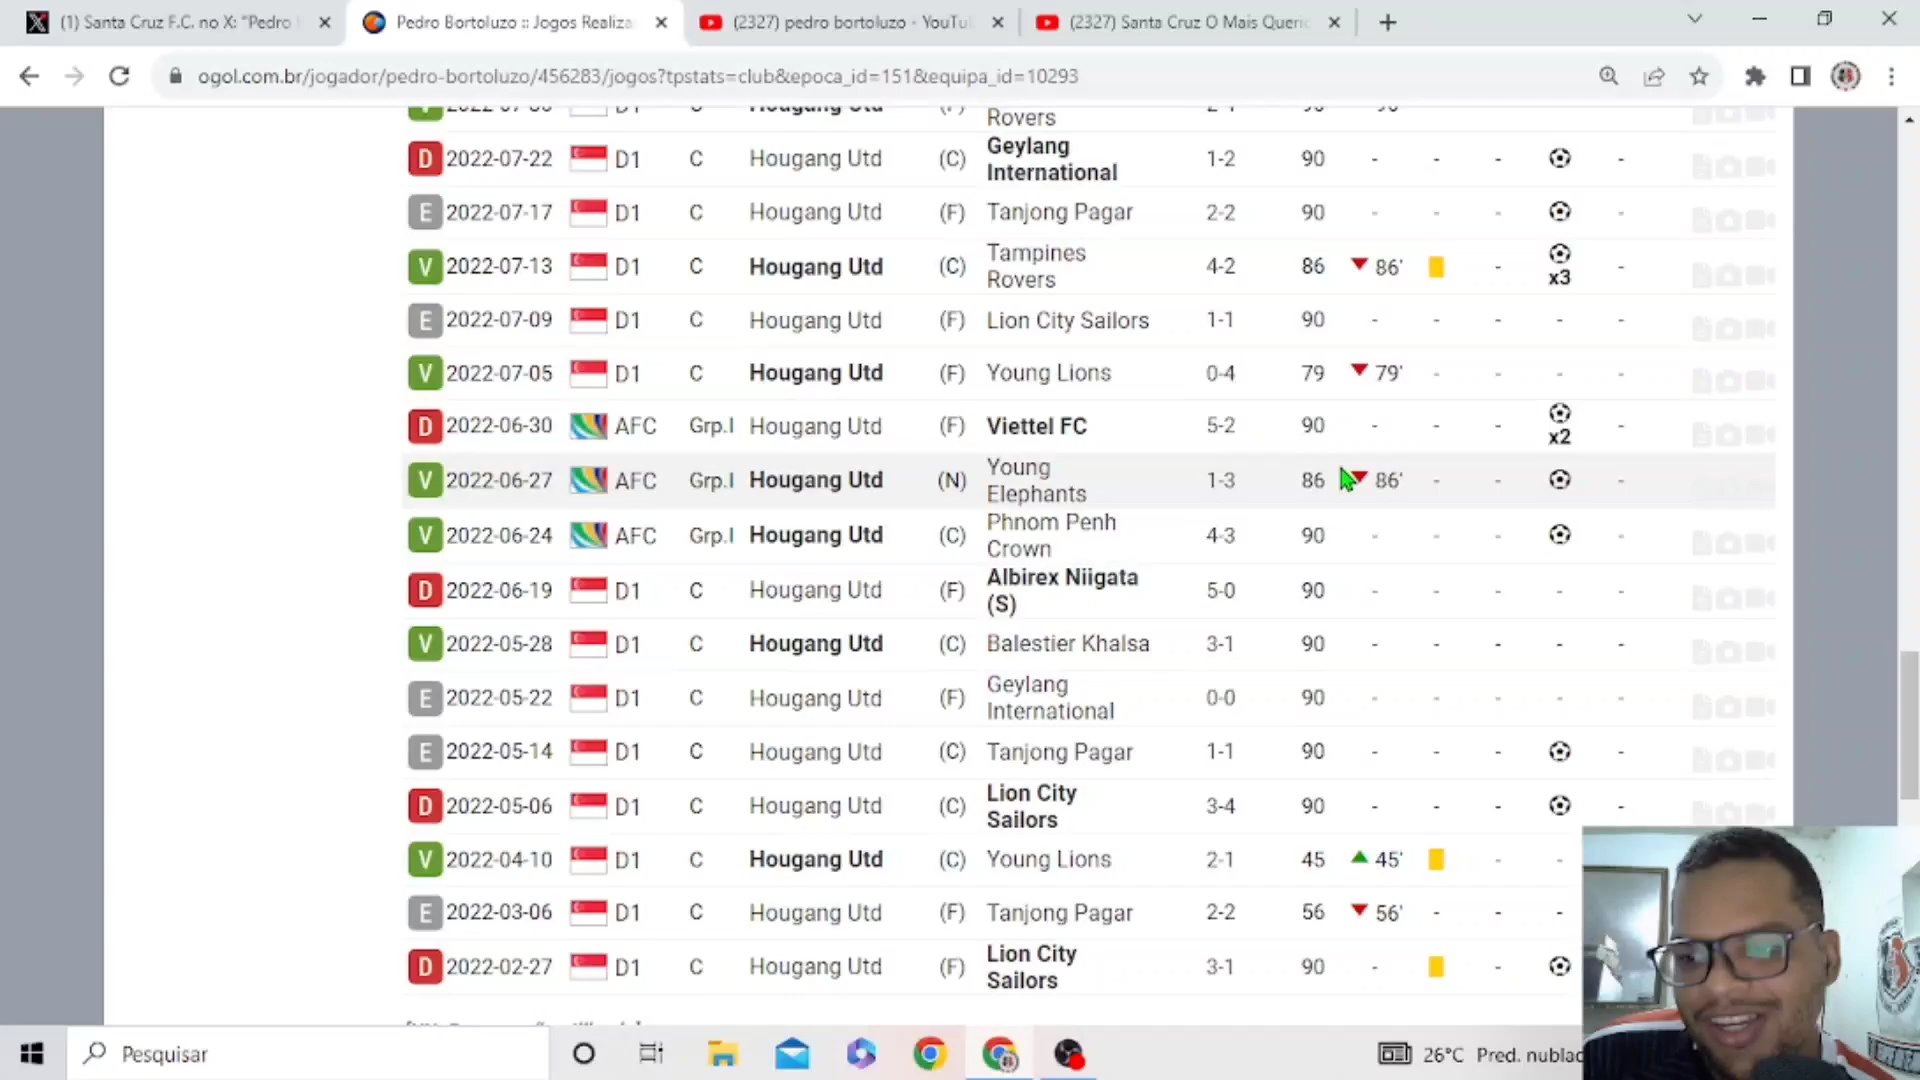 (1) Santa Cruz F.C. no X: "Pedro Pedro Bortoluzo :: Jogos Realiza (2327) pedro bortoluzo - YouTu (2327) Santa Cruz O Mais Queri
ogol.com.br/jogador/pedro-bortoluzo/456283/jogos?tpstats=club&epoca_id=151&equipa_id=10293
Rovers
D 2022-07-22 D1 C Hougang Utd (C) Geylang International 1-2 90 - - - -
E 2022-07-17 D1 C Hougang Utd (F) Tanjong Pagar 2-2 90 - - - -
V 2022-07-13 D1 C Hougang Utd (C) Tampines Rovers 4-2 86 86' - x3 -
E 2022-07-09 D1 C Hougang Utd (F) Lion City Sailors 1-1 90 - - - - -
V 2022-07-05 D1 C Hougang Utd (F) Young Lions 0-4 79 79' - - - -
D 2022-06-30 AFC Grp.I Hougang Utd (F) Viettel FC 5-2 90 - - - x2 -
V 2022-06-27 AFC Grp.I Hougang Utd (N) Young Elephants 1-3 86 86' - - -
V 2022-06-24 AFC Grp.I Hougang Utd (C) Phnom Penh Crown 4-3 90 - - - -
D 2022-06-19 D1 C Hougang Utd (F) Albirex Niigata (S) 5-0 90 - - - - -
V 2022-05-28 D1 C Hougang Utd (C) Balestier Khalsa 3-1 90 - - - - -
E 2022-05-22 D1 C Hougang Utd (F) Geylang International 0-0 90 - - - - -
E 2022-05-14 D1 C Hougang Utd (C) Tanjong Pagar 1-1 90 - - - -
D 2022-05-06 D1 C Hougang Utd (C) Lion City Sailors 3-4 90 - - - -
V 2022-04-10 D1 C Hougang Utd (C) Young Lions 2-1 45 45' - -
E 2022-03-06 D1 C Hougang Utd (F) Tanjong Pagar 2-2 56 56' - - -
D 2022-02-27 D1 C Hougang Utd (F) Lion City Sailors 3-1 90 - -
Pesquisar 26°C Pred. nublad